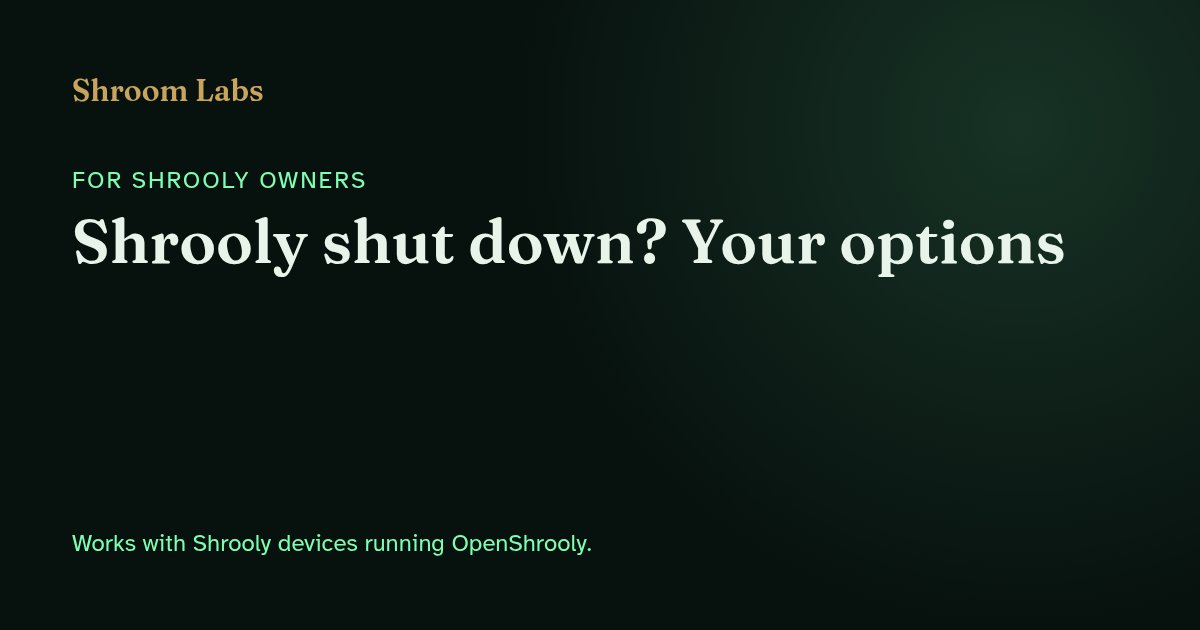 Shroom Labs
FOR SHROOLY OWNERS
Shrooly shut down? Your options
Works with Shrooly devices running OpenShrooly.